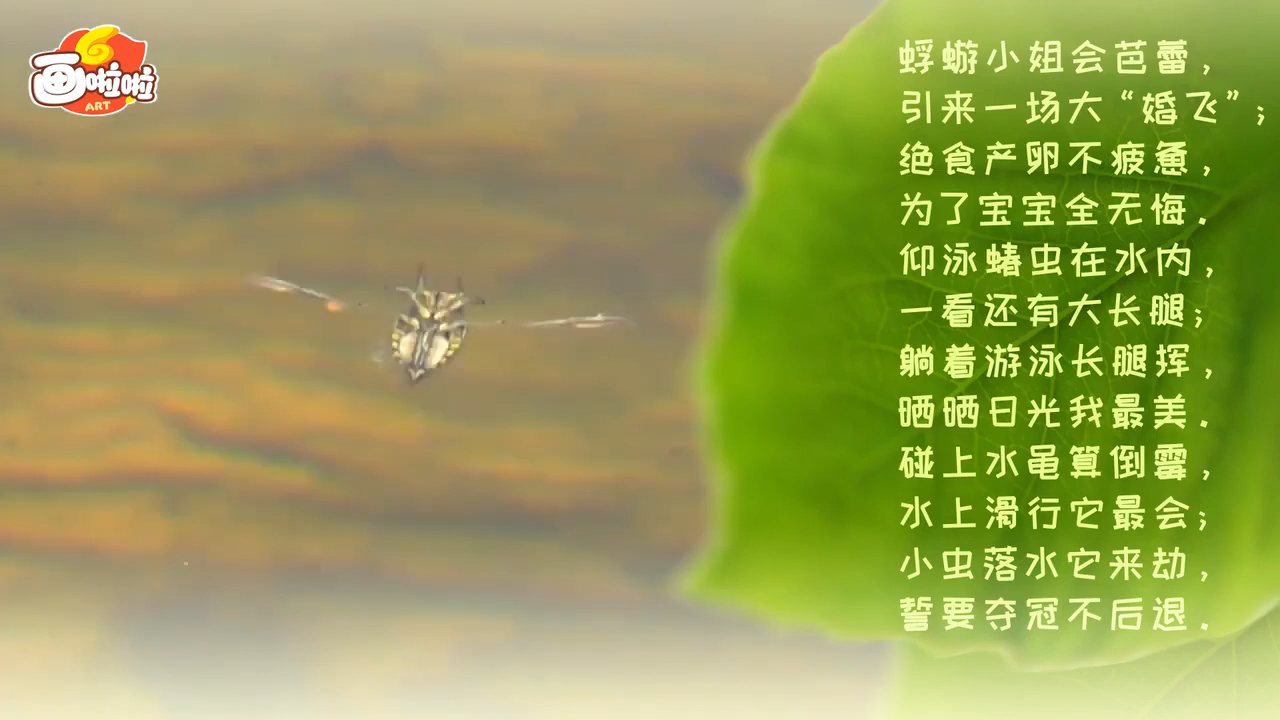 画啦啦
ART
蜉蝣小姐会芭蕾，
引来一场大“婚飞”；
绝食产卵不疲惫，
为了宝宝全无悔．
仰泳蝽虫在水内，
一看还有大长腿；
躺着游泳长腿挥，
晒晒日光我最美．
碰上水黾算倒霉，
水上滑行它最会；
小虫落水它来劫，
誓要夺冠不后退．